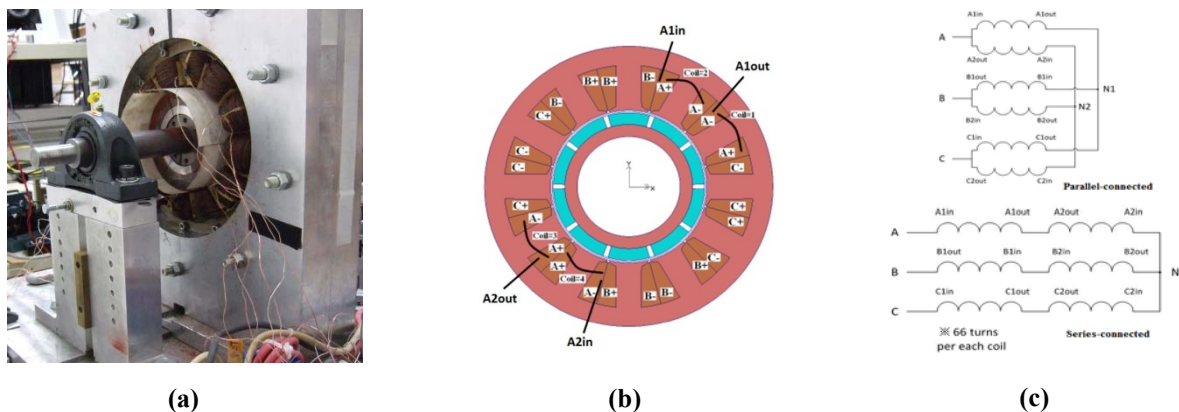 A1in
A1out
Coil=2
Coil=1
B+ B+
B-
A+
B-
C+
A-
A-
A+
C-
C-
C-
C+
A-
C+
C+
Coil=3
A+
A+
Coil=4
C-
B+
A- B+
B- B-
Y
X
A2out
A2in
(b)
A1in A1out
A
A2out A2in
B1out B1in
B
N1
N2
B2in B2out
C1in C1out
C
C2out C2in
Parallel-connected
A1in A1out A2out A2in
A
B1out B1in B2in B2out
B
N
C1in C1out C2out C2in
C
※ 66 turns
per each coil
Series-connected
(a)
(c)